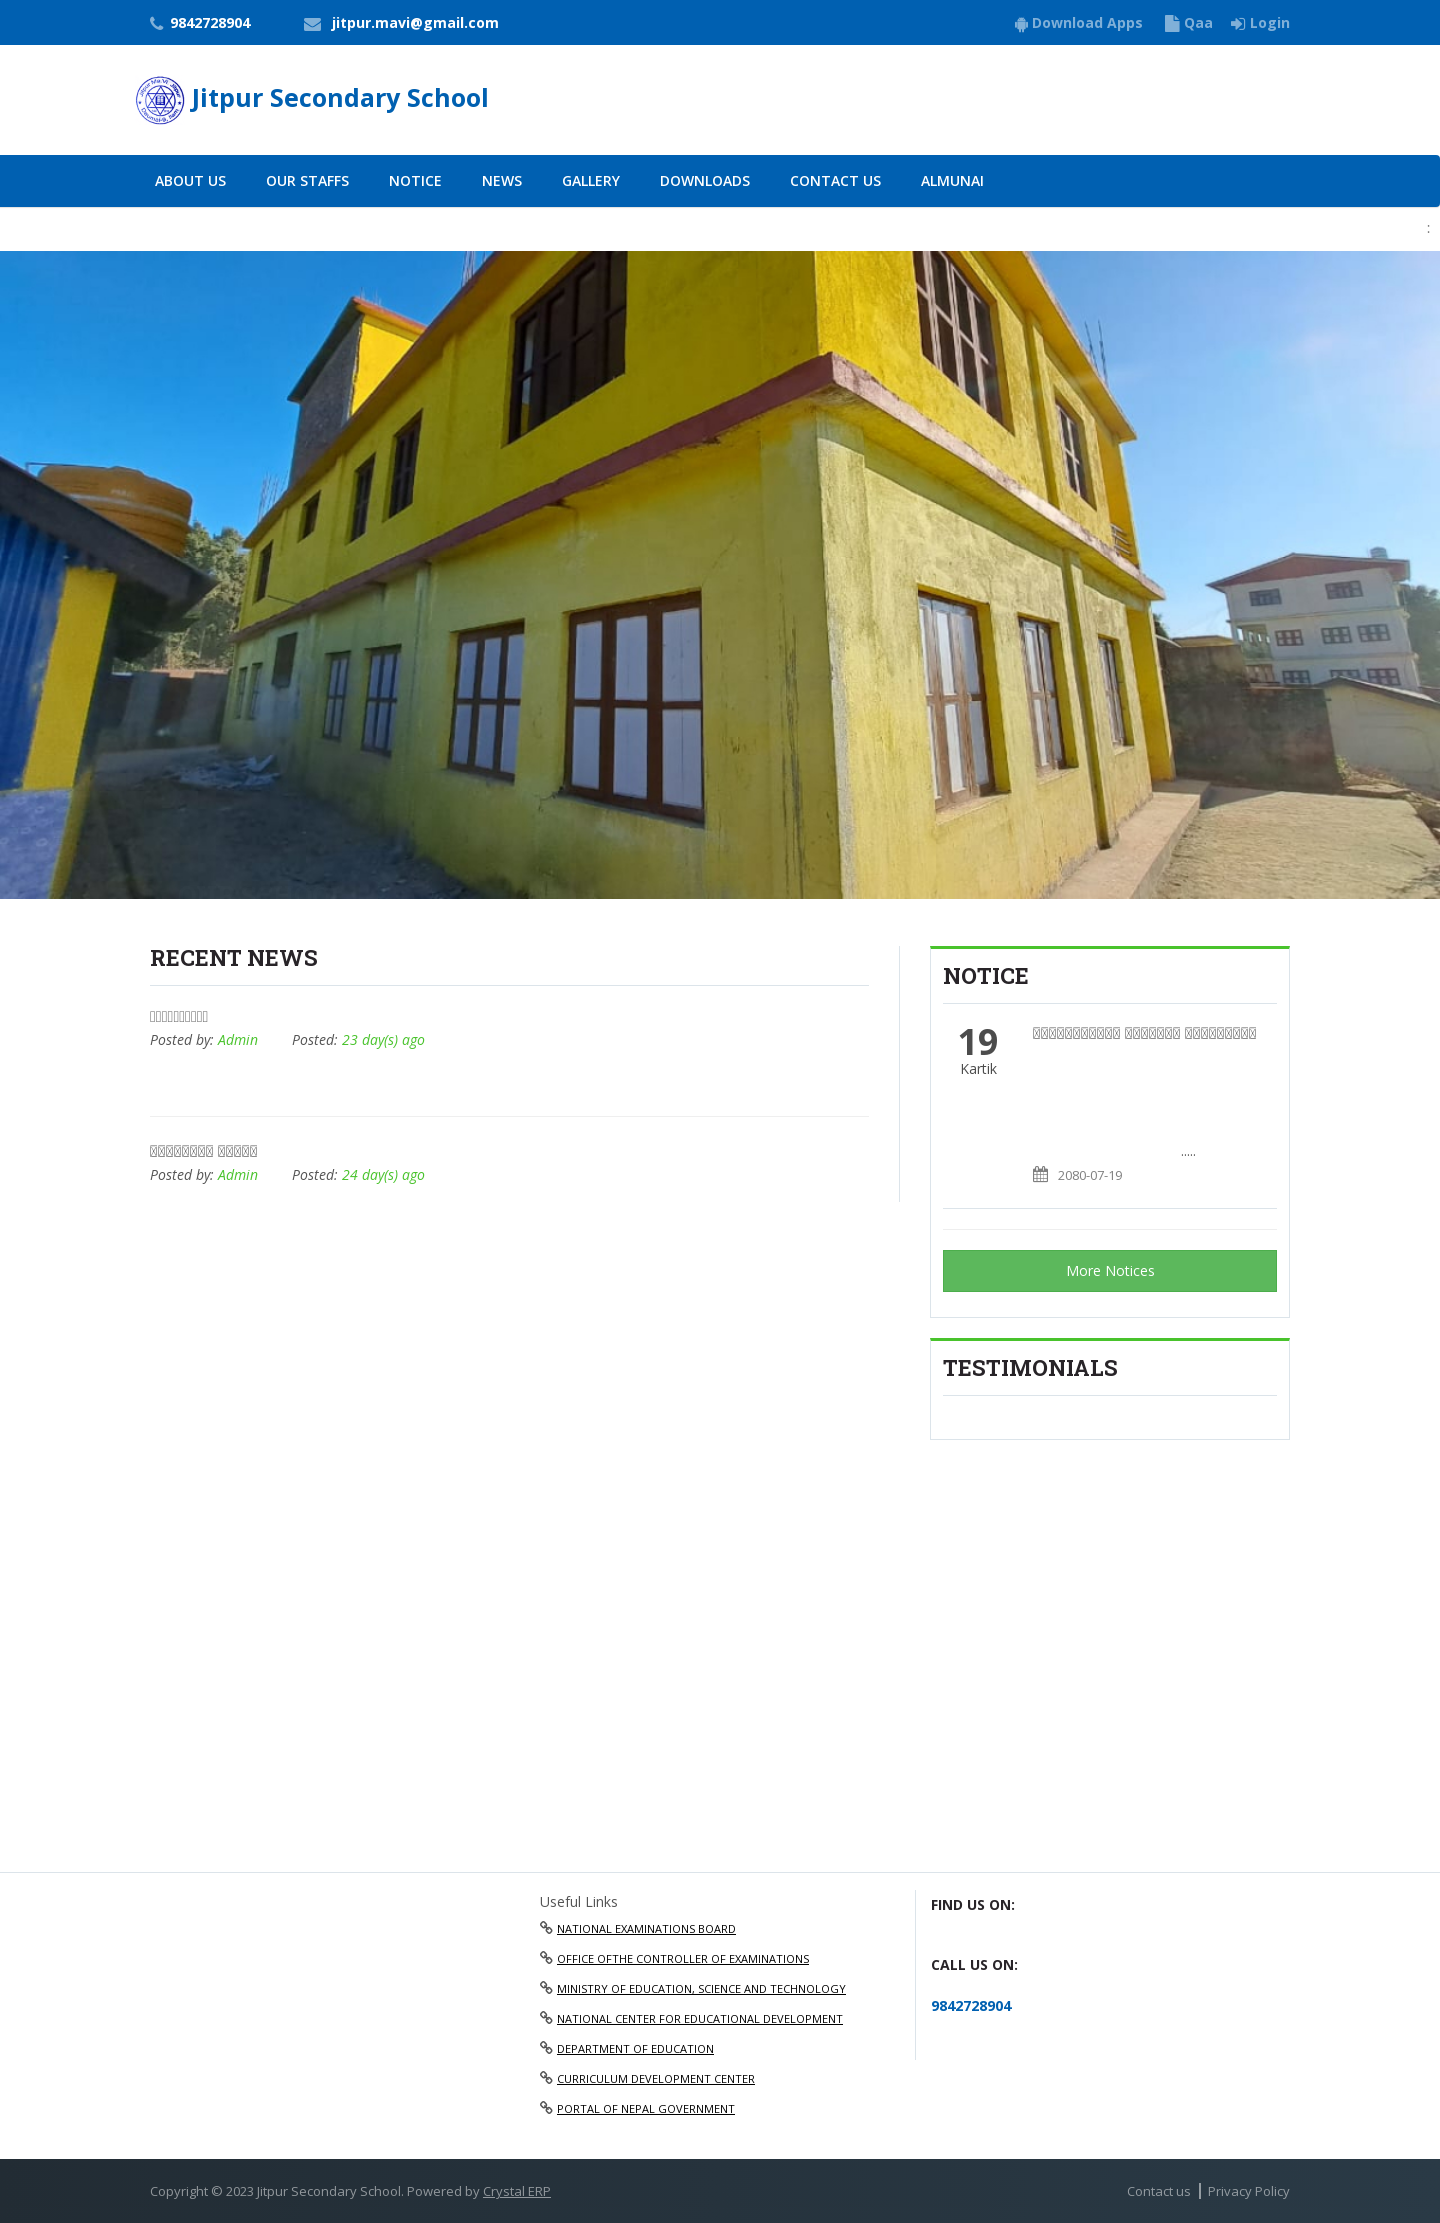 9842728904 jitpur.mavi@gmail.com Download Apps Qaa Login
Jitpur Secondary School
ABOUT US OUR STAFFS NOTICE NEWS GALLERY DOWNLOADS CONTACT US ALMUNAI
:
RECENT NEWS
Posted by: Admin Posted: 23 day(s) ago
Posted by: Admin Posted: 24 day(s) ago
NOTICE
19
Kartik
.....
2080-07-19
More Notices
TESTIMONIALS
Useful Links
NATIONAL EXAMINATIONS BOARD
OFFICE OFTHE CONTROLLER OF EXAMINATIONS
MINISTRY OF EDUCATION, SCIENCE AND TECHNOLOGY
NATIONAL CENTER FOR EDUCATIONAL DEVELOPMENT
DEPARTMENT OF EDUCATION
CURRICULUM DEVELOPMENT CENTER
PORTAL OF NEPAL GOVERNMENT
FIND US ON:
CALL US ON:
9842728904
Copyright © 2023 Jitpur Secondary School. Powered by Crystal ERP
Contact us | Privacy Policy